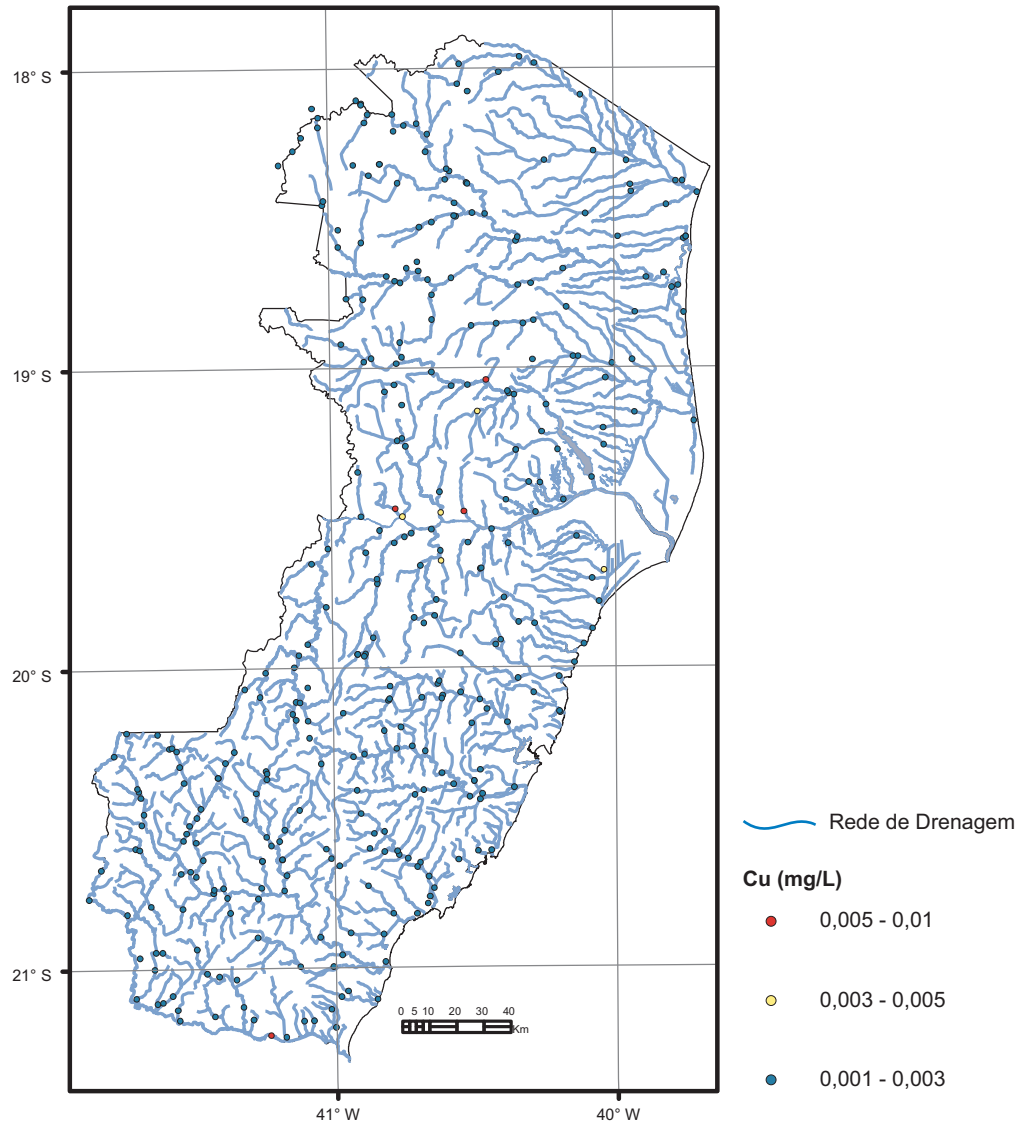 18° S
19° S
20° S
21° S
41° W
40° W
0 5 10 20 30 40
Km
Rede de Drenagem
Cu (mg/L)
0,005 - 0,01
0,003 - 0,005
0,001 - 0,003